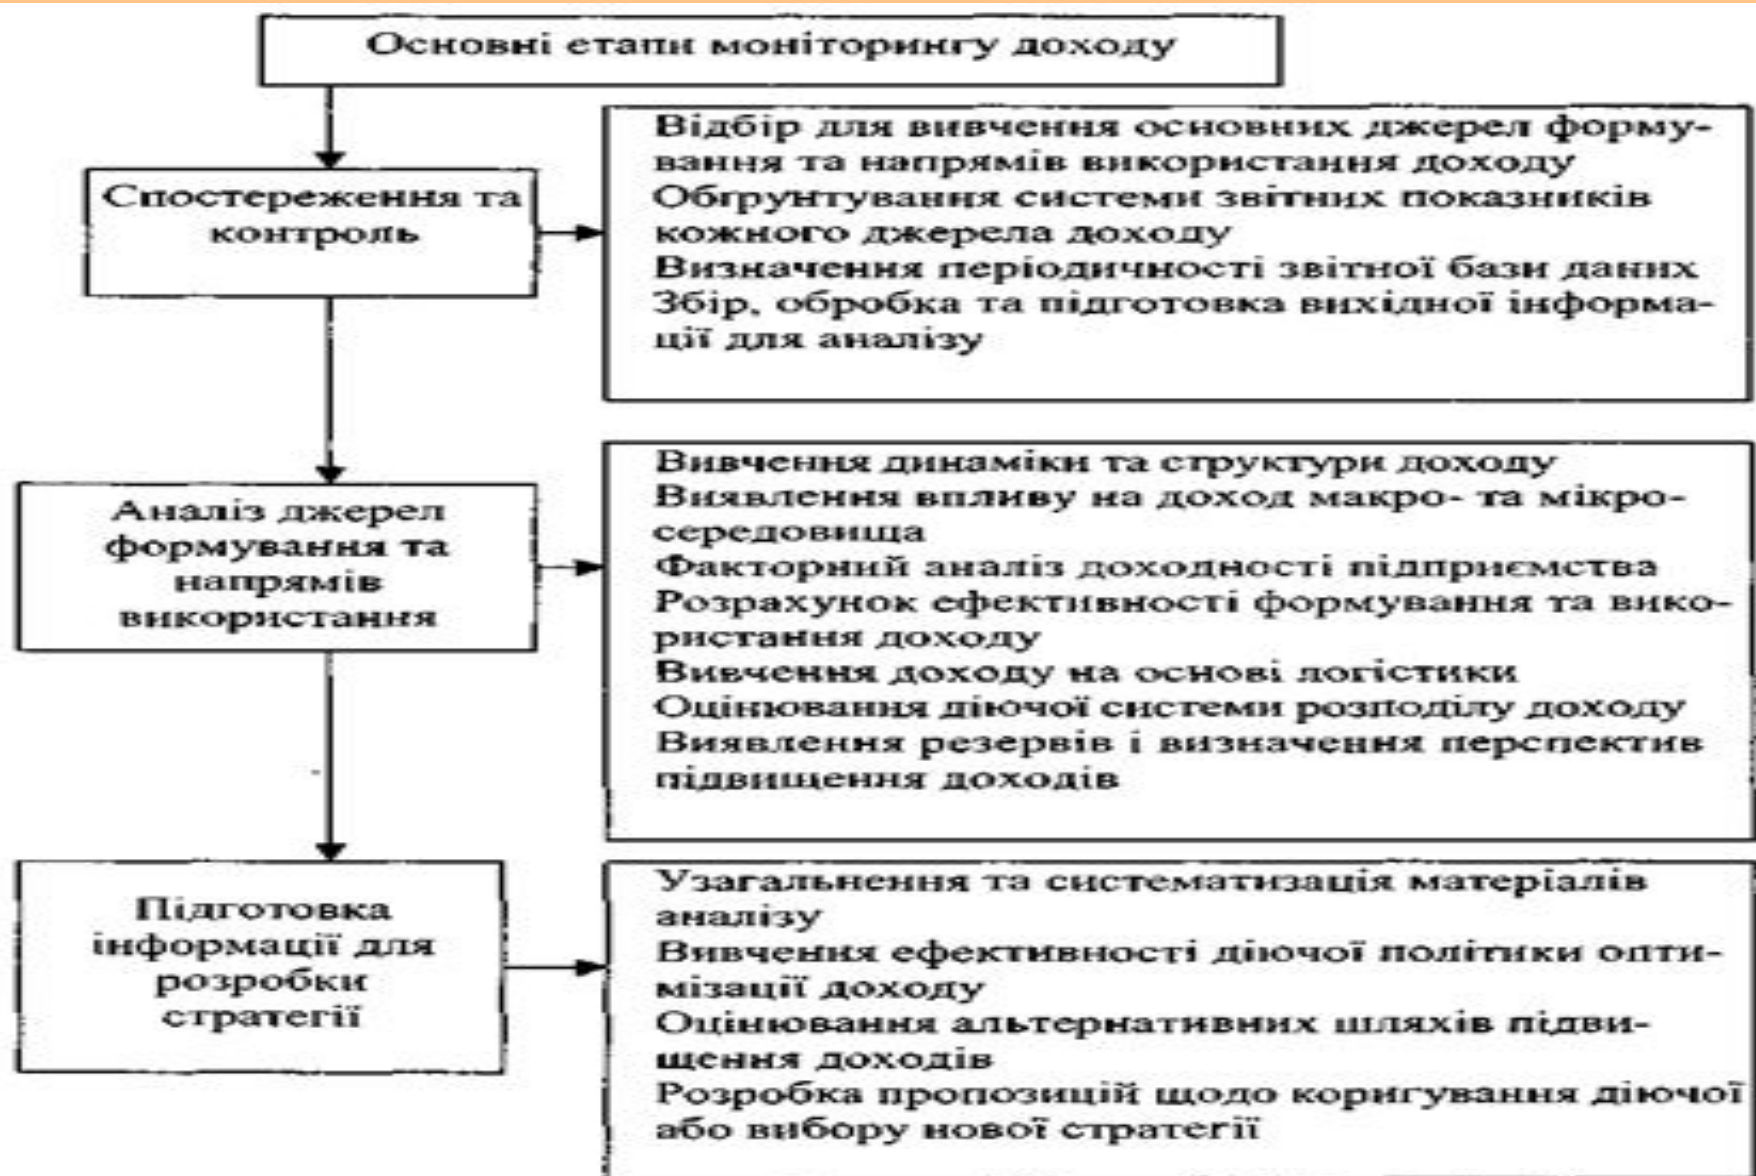 Основні етапи моніторингу доходу
Спостереження та
контроль
Відбір для вивчення основних джерел форму-
вання та напрямів використання доходу
Обґрунтування системи звітних показників
кожного джерела доходу
Визначення періодичності звітної бази даних
Збір, обробка та підготовка вихідної інформа-
ції для аналізу
Аналіз джерел
формування та
напрямів
використання
Вивчення динаміки та структури доходу
Виявлення впливу на доход макро- та мікро-
середовища
Факторний аналіз доходності підприємства
Розрахунок ефективності формування та вико-
ристання доходу
Вивчення доходу на основі логістики
Оцінювання діючої системи розподілу доходу
Виявлення резервів і визначення перспектив
підвищення доходів
Підготовка
інформації для
розробки
стратегії
Узагальнення та систематизація матеріалів
аналізу
Вивчення ефективності діючої політики опти-
мізації доходу
Оцінювання альтернативних шляхів підви-
щення доходів
Розробка пропозицій щодо коригування діючої
або вибору нової стратегії